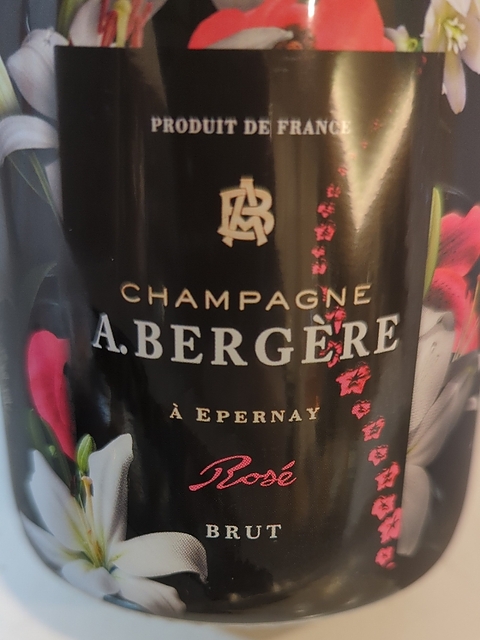 PRODUIT DE FRANCE
AB
CHAMPAGNE
A.BERGÈRE
À EPERNAY
Rosé
BRUT